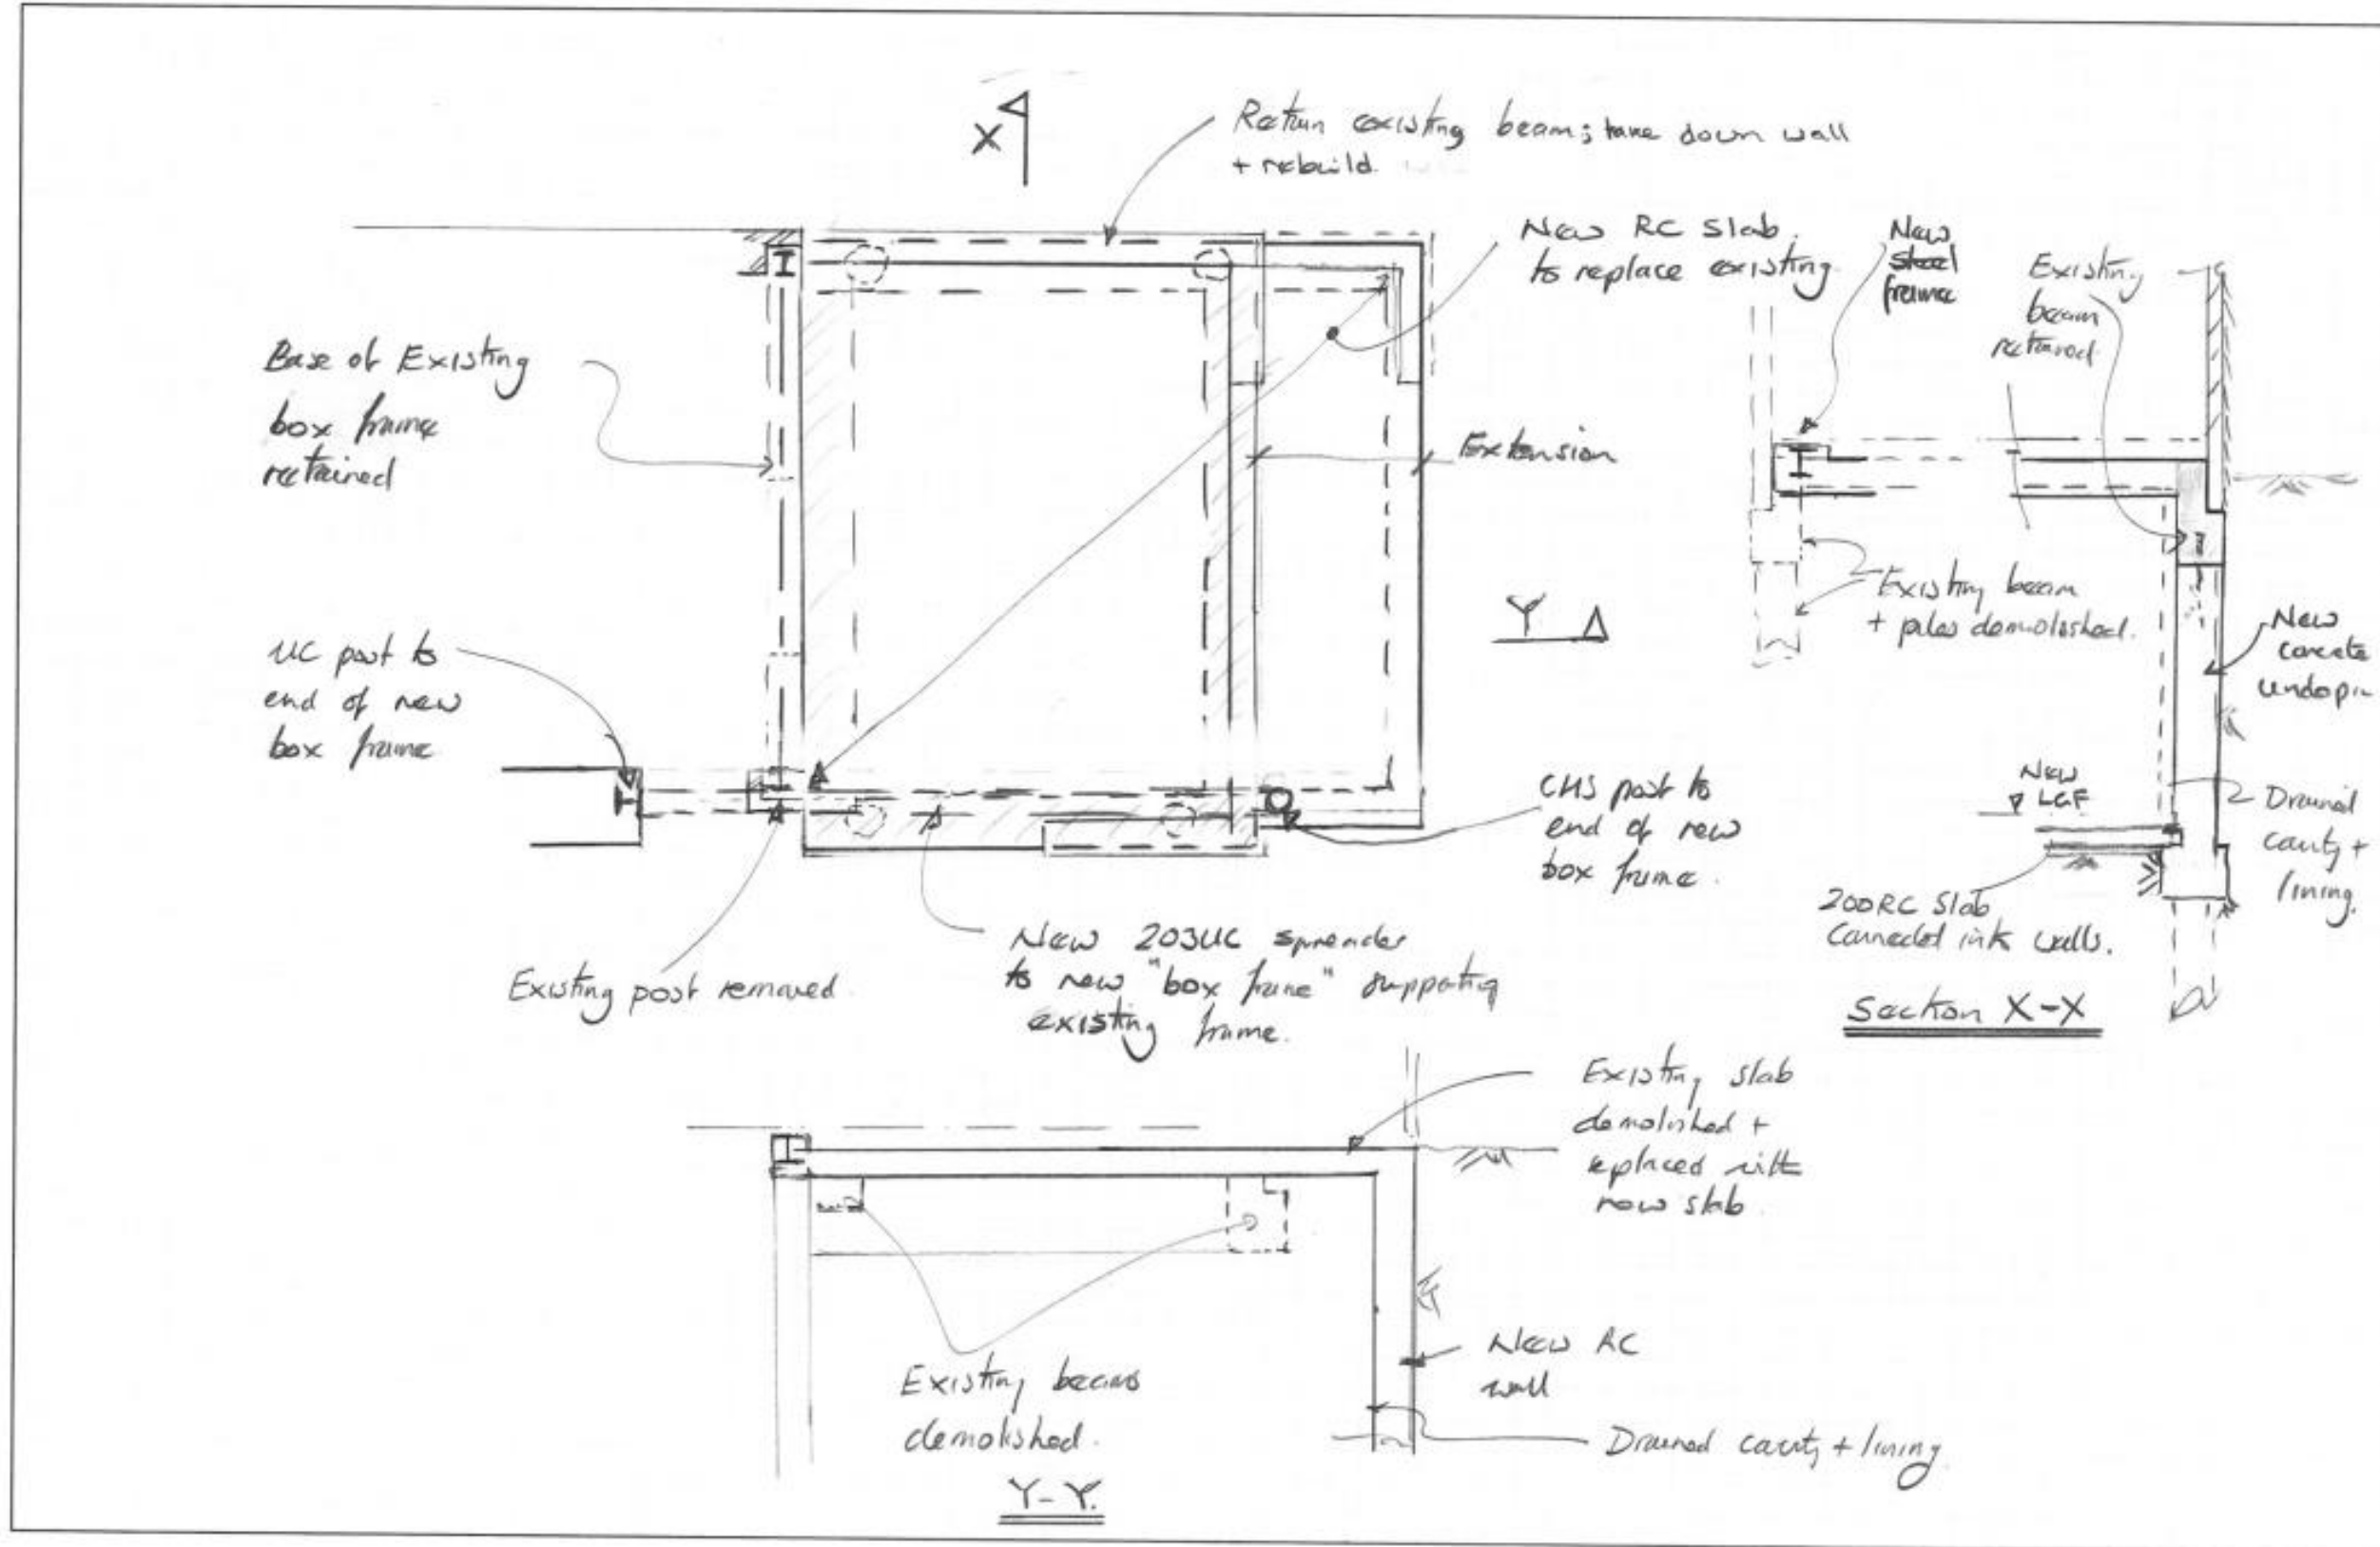 X
Retain existing beam; take down wall
+ rebuild.
New RC Slab
to replace existing.
New
steel
frame
Existing
beam
retained.
Base of Existing
box frame
retained
Extension
UC post to
end of new
box frame
Y
Existing beam
+ piles demolished.
New
concrete
underpin
CHS post to
end of new
box frame.
New
LGF
Drained
cavity +
lining.
200RC Slab
Connected into walls.
Section X-X
Existing post removed.
New 203UC spreader
to new "box frame" supporting
existing frame.
Existing slab
demolished +
replaced with
new slab.
Existing beams
demolished.
New RC
wall
Drained cavity + lining
Y-Y.